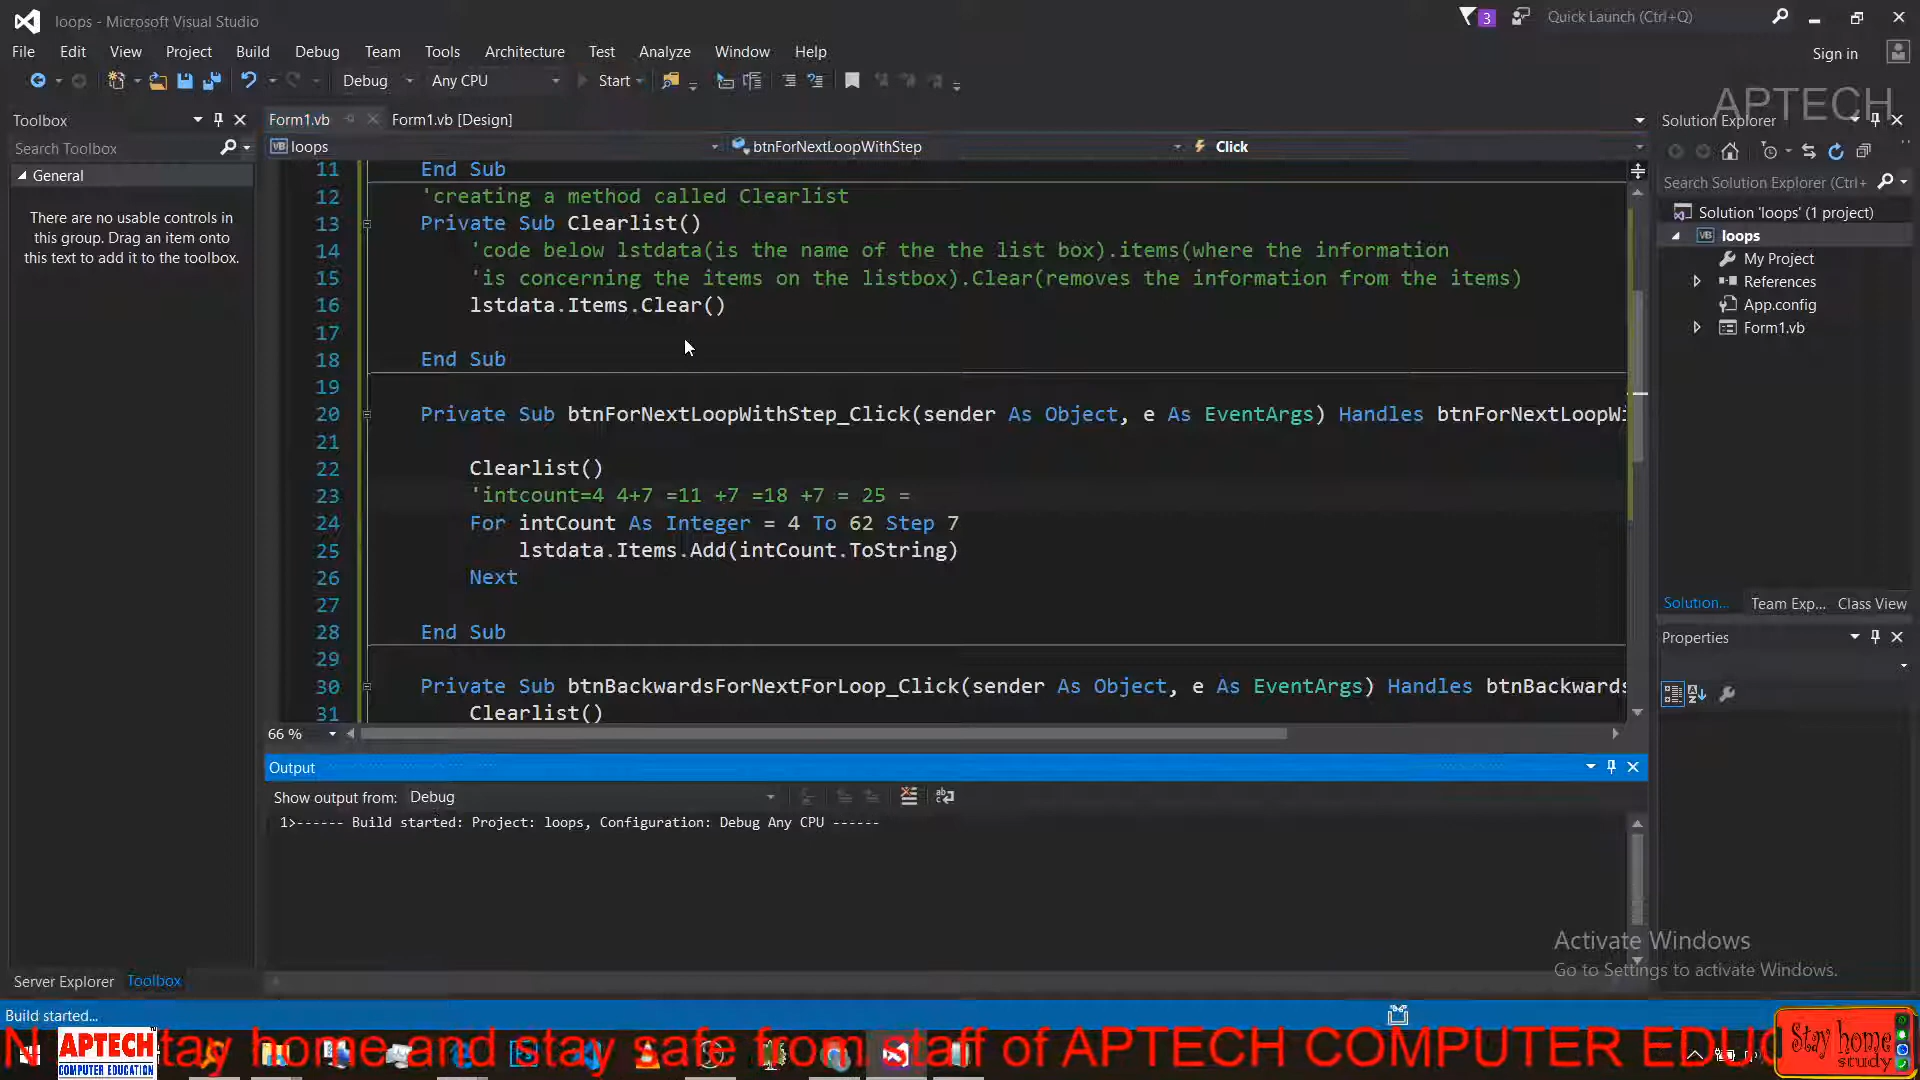 loops - Microsoft Visual Studio
3
Quick Launch (Ctrl+Q)
File Edit View Project Build Debug Team Tools Architecture Test Analyze Window Help
Sign in
Debug Any CPU Start
APTECH
Toolbox
Search Toolbox
General
There are no usable controls in
this group. Drag an item onto
this text to add it to the toolbox.
Server Explorer Toolbox
Form1.vb Form1.vb [Design]
loops btnForNextLoopWithStep Click
11 End Sub
12 'creating a method called Clearlist
13 Private Sub Clearlist()
14 'code below lstdata(is the name of the the list box).items(where the information
15 'is concerning the items on the listbox).Clear(removes the information from the items)
16 lstdata.Items.Clear()
17
18 End Sub
19
20 Private Sub btnForNextLoopWithStep_Click(sender As Object, e As EventArgs) Handles btnForNextLoopWi
21
22 Clearlist()
23 'intcount=4 4+7 =11 +7 =18 +7 = 25 =
24 For intCount As Integer = 4 To 62 Step 7
25 lstdata.Items.Add(intCount.ToString)
26 Next
27
28 End Sub
29
30 Private Sub btnBackwardsForNextForLoop_Click(sender As Object, e As EventArgs) Handles btnBackwards
31 Clearlist()
66 %
Output
Show output from: Debug
1>------ Build started: Project: loops, Configuration: Debug Any CPU ------
Solution Explorer
Search Solution Explorer (Ctrl+
Solution 'loops' (1 project)
VB loops
My Project
References
App.config
Form1.vb
Solution... Team Exp... Class View
Properties
Activate Windows
Go to Settings to activate Windows.
Build started...
APTECH
COMPUTER EDUCATION
tay home and stay safe from staff of APTECH COMPUTER EDUC
Stay home
study